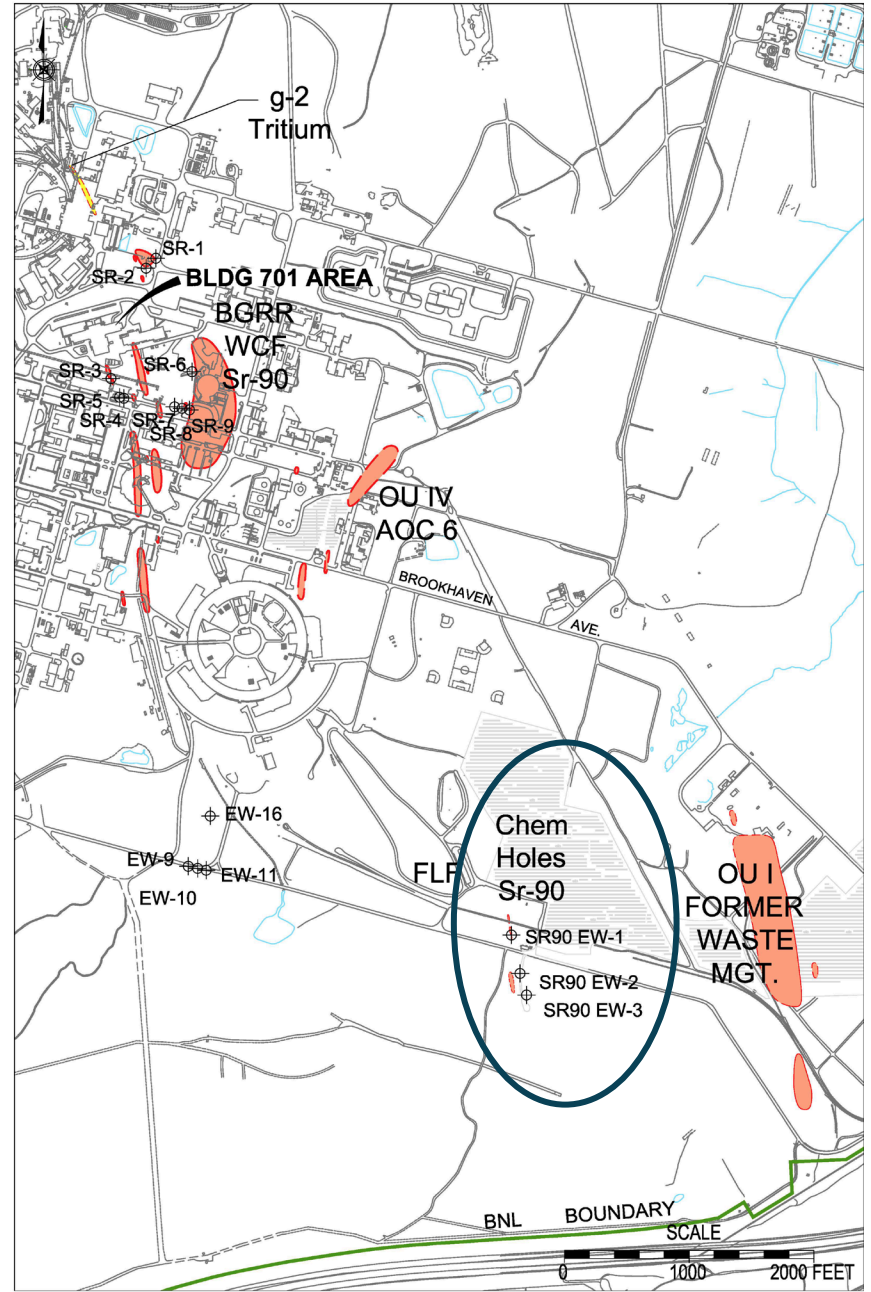 g-2
Tritium
SR-1
SR-2
BLDG 701 AREA
BGRR
WCF
Sr-90
SR-3
SR-6
SR-5
SR-4
SR-7
SR-8
SR-9
OU IV
AOC 6
BROOKHAVEN
AVE.
EW-16
EW-9
EW-11
EW-10
FLF
Chem
Holes
Sr-90
SR90 EW-1
SR90 EW-2
SR90 EW-3
OU I
FORMER
WASTE
MGT.
BNL BOUNDARY
SCALE
0 1000 2000 FEET